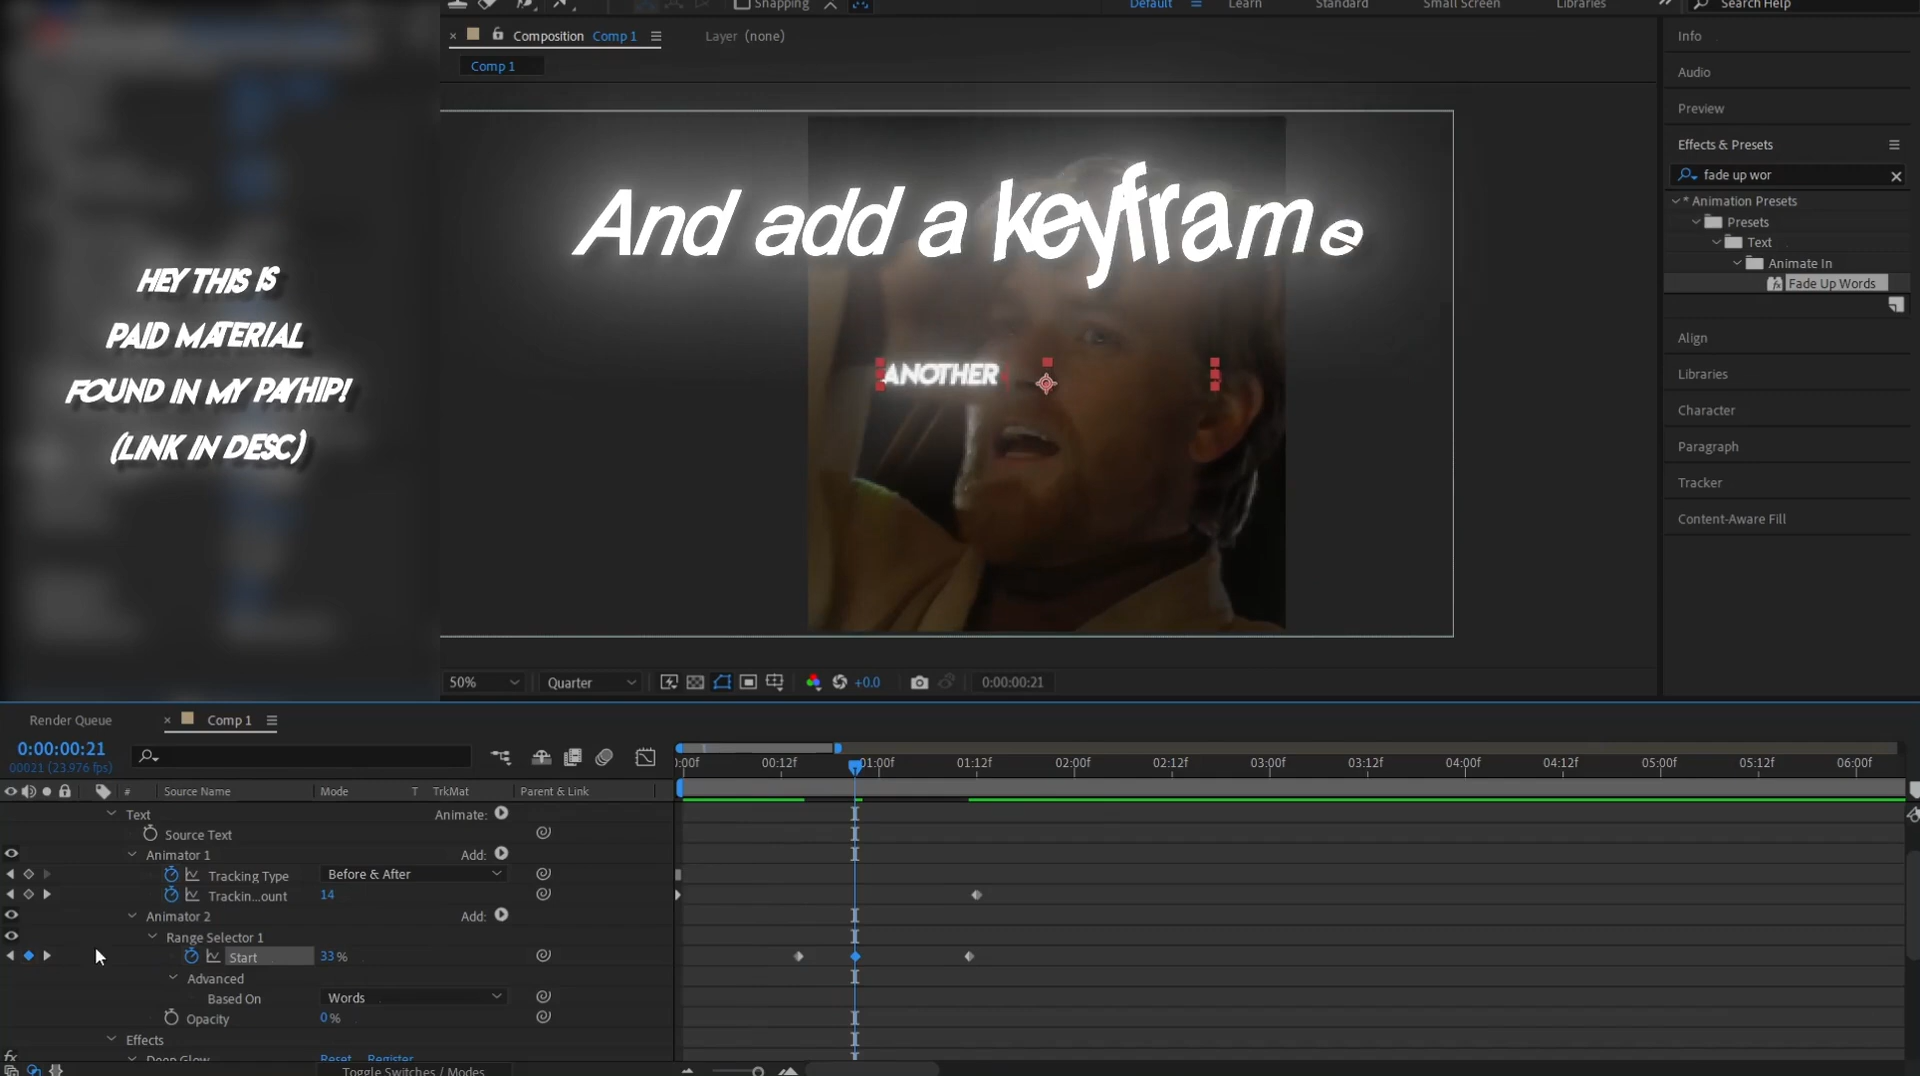 Snapping
Default
Learn
Standard
Small Screen
Libraries
Search Help
Composition Comp 1
Layer (none)
Comp 1
Info
Audio
Preview
Effects & Presets
fade up wor
* Animation Presets
Presets
Text
Animate In
Fade Up Words
Align
Libraries
Character
Paragraph
Tracker
Content-Aware Fill
And add a keyframe
ANOTHER
HEY THIS IS
PAID MATERIAL
FOUND IN MY PAYHIP!
(LINK IN DESC)
50%
Quarter
+0.0
0:00:00:21
Render Queue
Comp 1
0:00:00:21
00021 (23.976 fps)
:00f 00:12f 01:00f 01:12f 02:00f 02:12f 03:00f 03:12f 04:00f 04:12f 05:00f 05:12f 06:00f
# Source Name Mode T TrkMat Parent & Link
Text Animate:
Source Text
Animator 1 Add:
Tracking Type Before & After
Trackin...ount 14
Animator 2 Add:
Range Selector 1
Start 33%
Advanced
Based On Words
Opacity 0%
Effects
fx Deep Glow Reset Register
Toggle Switches / Modes